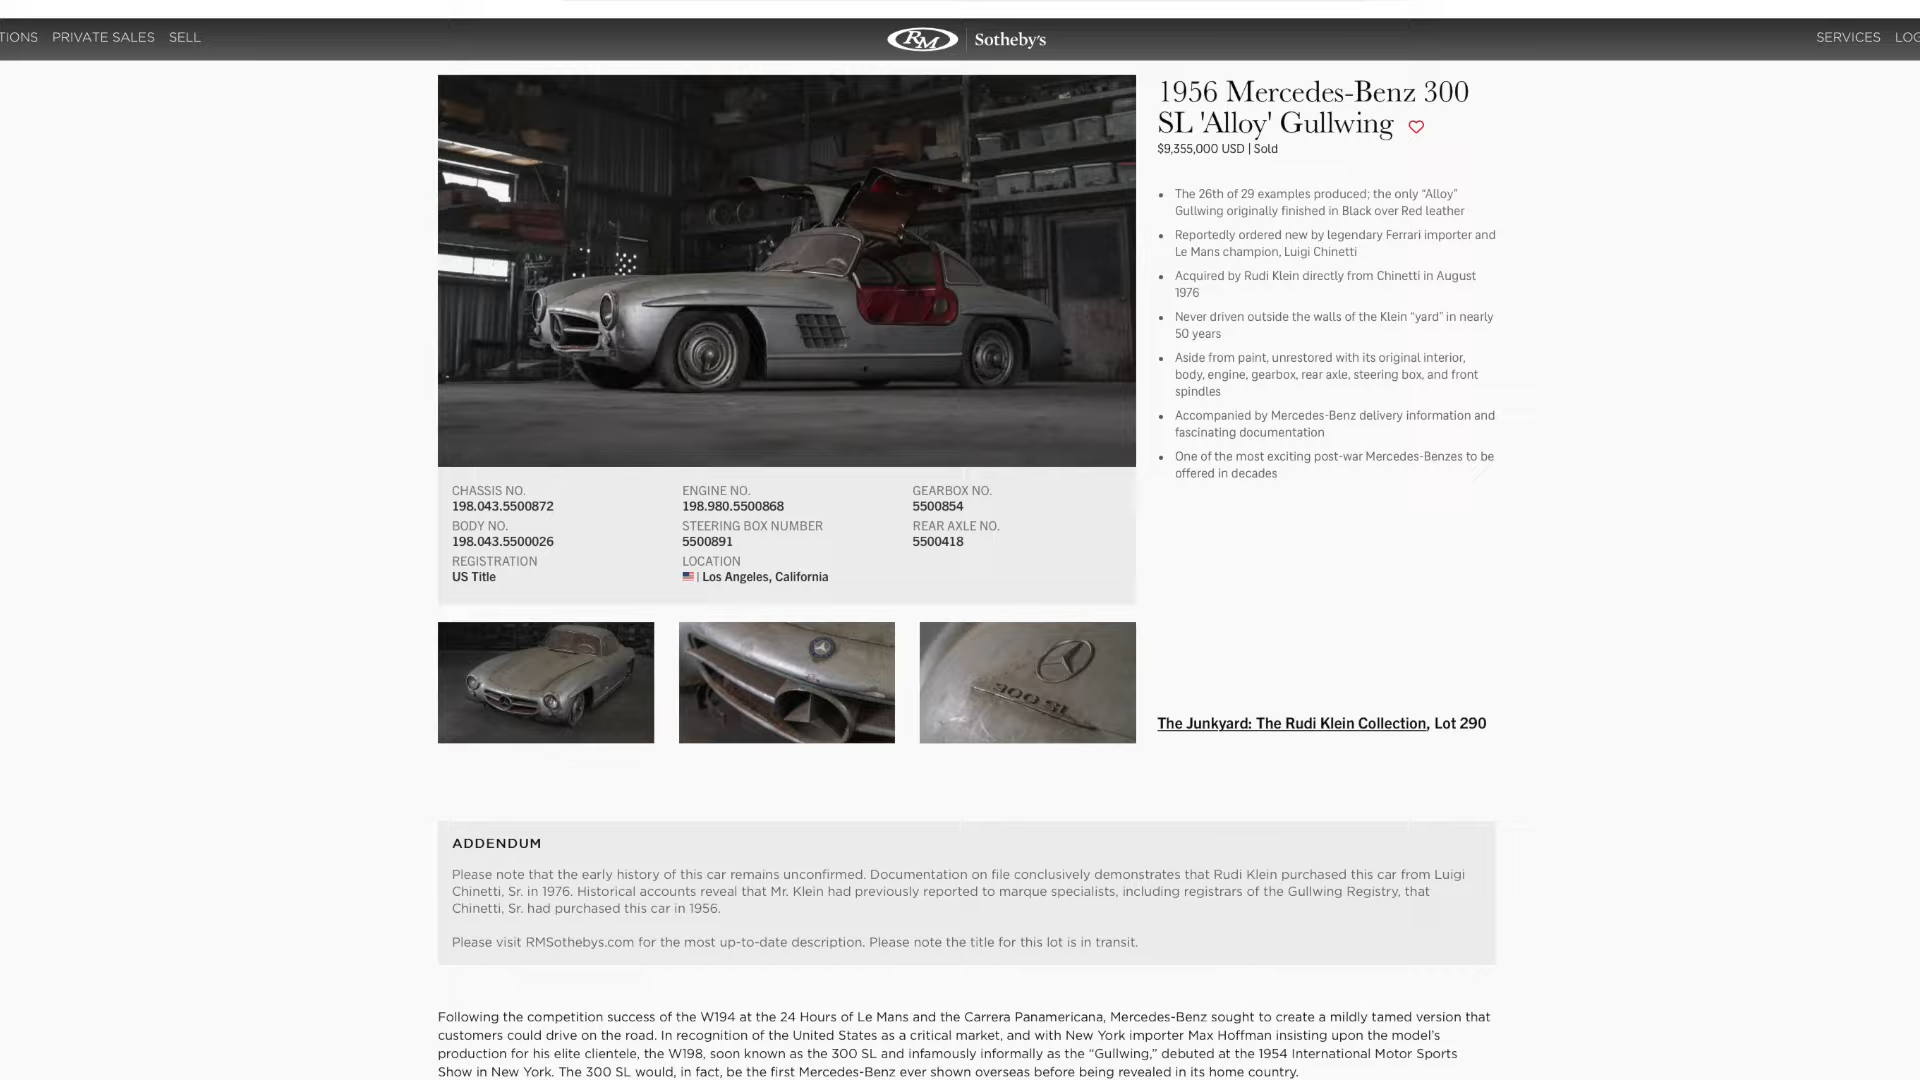 PRIVATE SALES
SELL
RM
Sotheby's
SERVICES
1956 Mercedes-Benz 300
SL 'Alloy' Gullwing
$9,355,000 USD | Sold
• The 26th of 29 examples produced; the only “Alloy”
Gullwing originally finished in Black over Red leather
• Reportedly ordered new by legendary Ferrari importer and
Le Mans champion, Luigi Chinetti
• Acquired by Rudi Klein directly from Chinetti in August
1976
• Never driven outside the walls of the Klein “yard” in nearly
50 years
• Aside from paint, unrestored with its original interior,
body, engine, gearbox, rear axle, steering box, and front
spindles
• Accompanied by Mercedes-Benz delivery information and
fascinating documentation
• One of the most exciting post-war Mercedes-Benzes to be
offered in decades
CHASSIS NO.
198.043.5500872
ENGINE NO.
198.980.5500868
GEARBOX NO.
5500854
BODY NO.
198.043.5500026
STEERING BOX NUMBER
5500891
REAR AXLE NO.
5500418
REGISTRATION
US Title
LOCATION
| Los Angeles, California
300 SL
The Junkyard: The Rudi Klein Collection, Lot 290
ADDENDUM
Please note that the early history of this car remains unconfirmed. Documentation on file conclusively demonstrates that Rudi Klein purchased this car from Luigi
Chinetti, Sr. in 1976. Historical accounts reveal that Mr. Klein had previously reported to marque specialists, including registrars of the Gullwing Registry, that
Chinetti, Sr. had purchased this car in 1956.
Please visit RMSothebys.com for the most up-to-date description. Please note the title for this lot is in transit.
Following the competition success of the W194 at the 24 Hours of Le Mans and the Carrera Panamericana, Mercedes-Benz sought to create a mildly tamed version that
customers could drive on the road. In recognition of the United States as a critical market, and with New York importer Max Hoffman insisting upon the model’s
production for his elite clientele, the W198, soon known as the 300 SL and infamously informally as the “Gullwing,” debuted at the 1954 International Motor Sports
Show in New York. The 300 SL would, in fact, be the first Mercedes-Benz ever shown overseas before being revealed in its home country.